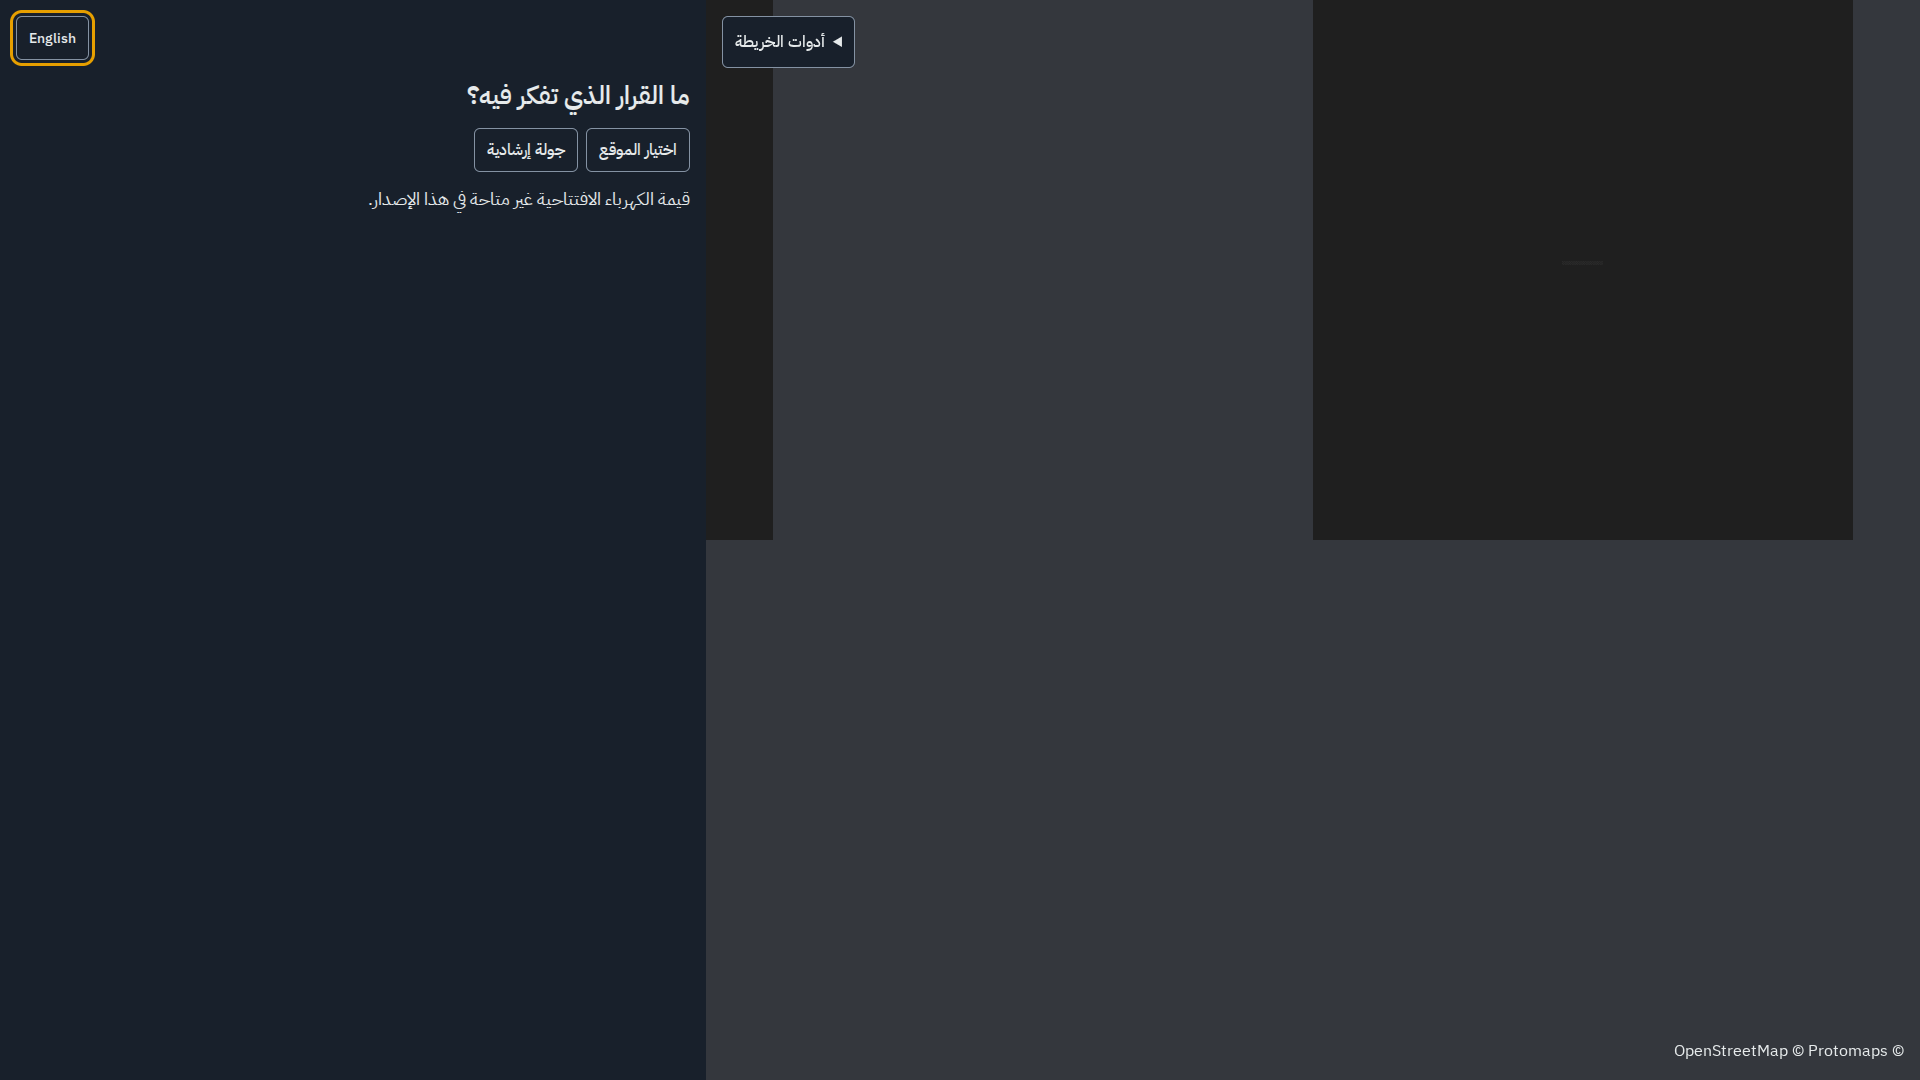 English
أدوات الخريطة
ما القرار الذي تفكر فيه؟
اختيار الموقع
جولة إرشادية
قيمة الكهرباء الافتتاحية غير متاحة في هذا الإصدار.
OpenStreetMap © Protomaps ©